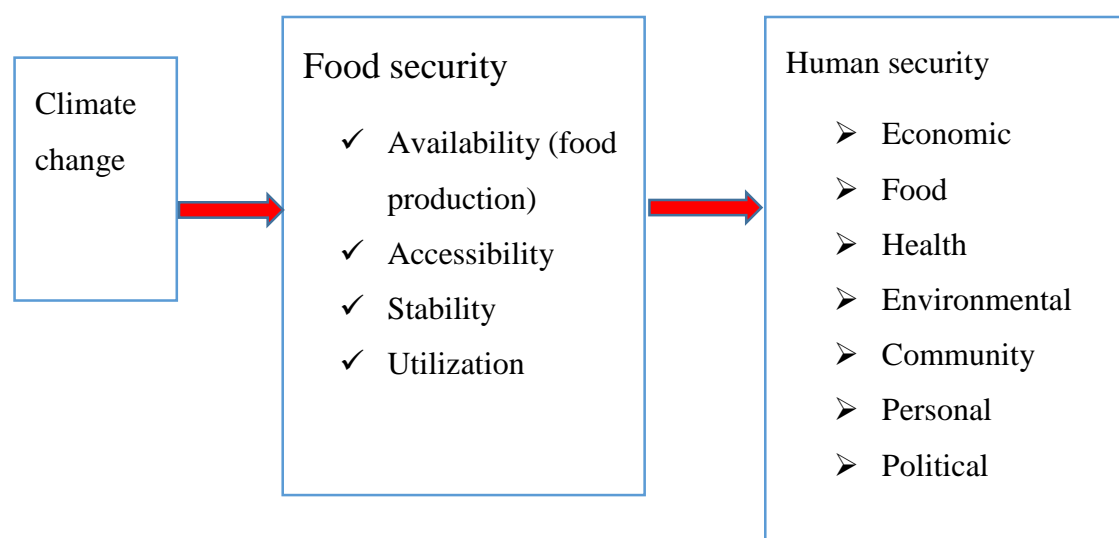 Climate
change
Food security
✓ Availability (food
production)
✓ Accessibility
✓ Stability
✓ Utilization
Human security
➢ Economic
➢ Food
➢ Health
➢ Environmental
➢ Community
➢ Personal
➢ Political